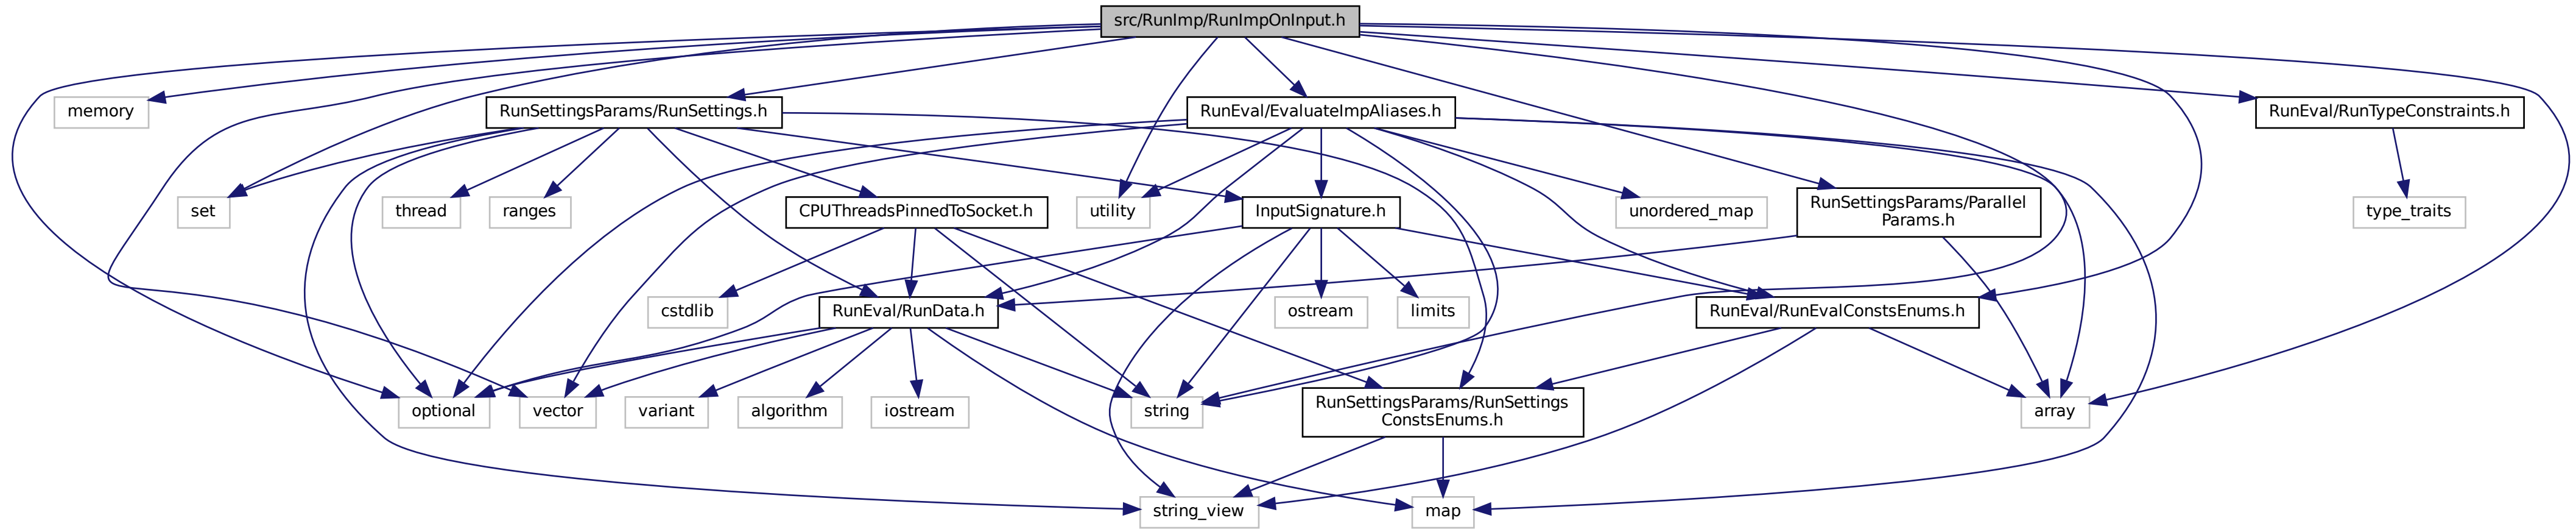 src/RunImp/RunImpOnInput.h
memory
RunSettingsParams/RunSettings.h
RunEval/EvaluateImpAliases.h
RunEval/RunTypeConstraints.h
set
thread
ranges
CPUThreadsPinnedToSocket.h
utility
InputSignature.h
unordered_map
RunSettingsParams/Parallel
Params.h
type_traits
cstdlib
RunEval/RunData.h
ostream
limits
RunEval/RunEvalConstsEnums.h
optional
vector
variant
algorithm
iostream
string
RunSettingsParams/RunSettings
ConstsEnums.h
array
string_view
map